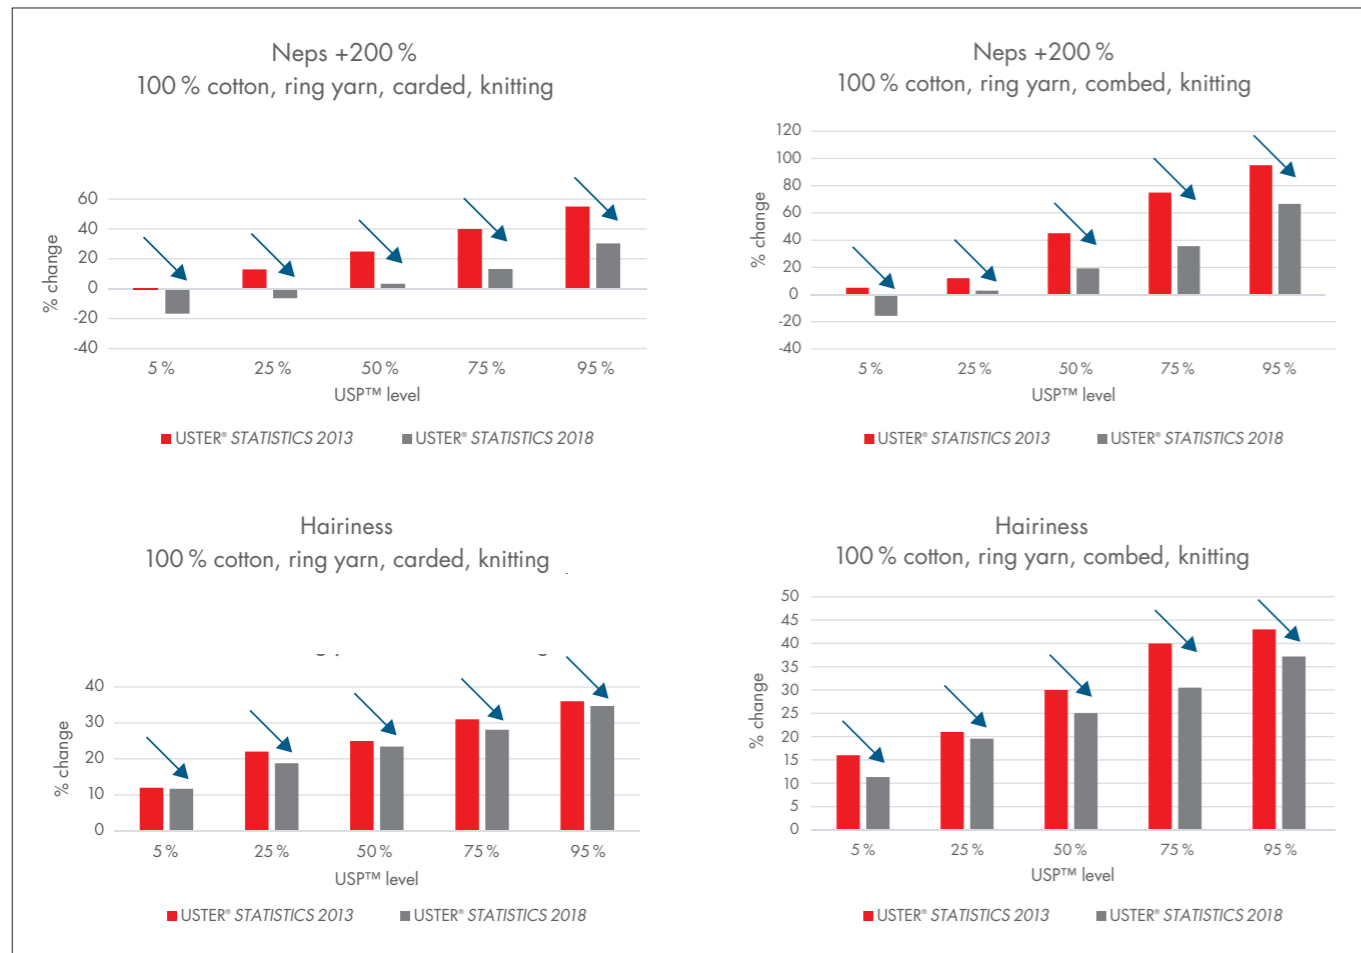 Neps +200 %
100 % cotton, ring yarn, carded, knitting
60
40
20
0
-20
-40
% change
5 % 25 % 50 % 75 % 95 %
USP™ level
USTER® STATISTICS 2013 USTER® STATISTICS 2018
Neps +200 %
100 % cotton, ring yarn, combed, knitting
120
100
80
60
40
20
0
-20
-40
% change
5 % 25 % 50 % 75 % 95 %
USP™ level
USTER® STATISTICS 2013 USTER® STATISTICS 2018
Hairiness
100 % cotton, ring yarn, carded, knitting
40
30
20
10
0
% change
5 % 25 % 50 % 75 % 95 %
USP™ level
USTER® STATISTICS 2013 USTER® STATISTICS 2018
Hairiness
100 % cotton, ring yarn, combed, knitting
50
45
40
35
30
25
20
15
10
5
0
% change
5 % 25 % 50 % 75 % 95 %
USP™ level
USTER® STATISTICS 2013 USTER® STATISTICS 2018